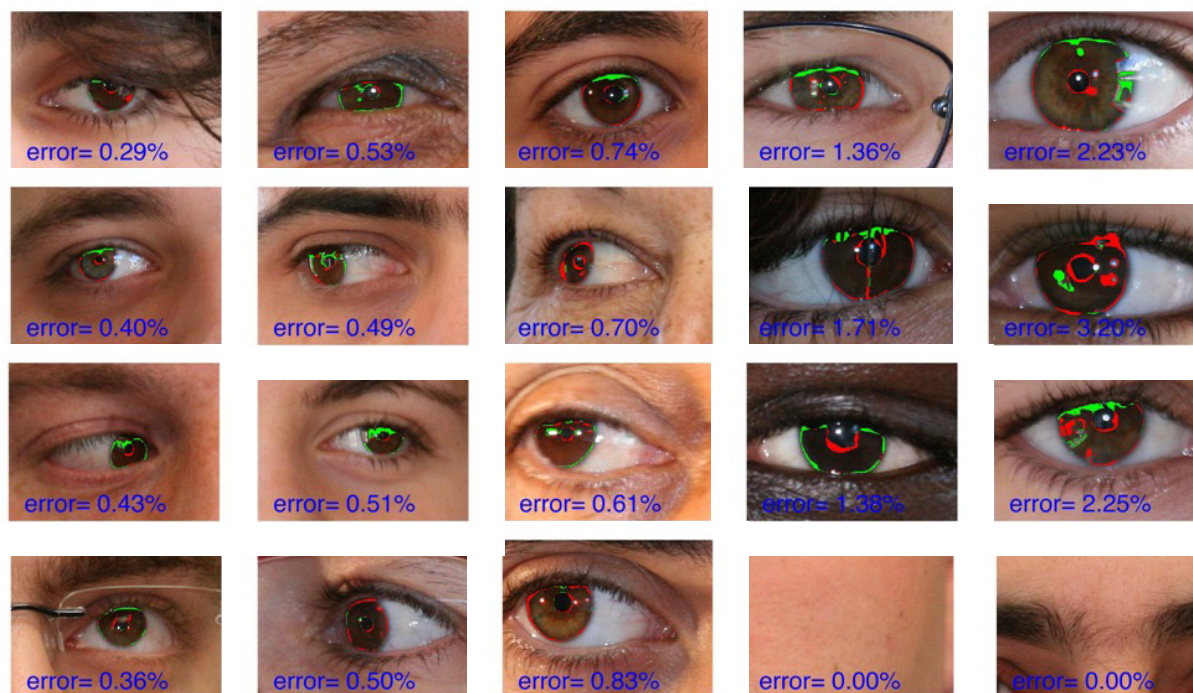 error= 0.29%
error= 0.53%
error= 0.74%
error= 1.36%
error= 2.23%
error= 0.40%
error= 0.49%
error= 0.70%
error= 1.71%
error= 3.20%
error= 0.43%
error= 0.51%
error= 0.61%
error= 1.38%
error= 2.25%
error= 0.36%
error= 0.50%
error= 0.83%
error= 0.00%
error= 0.00%